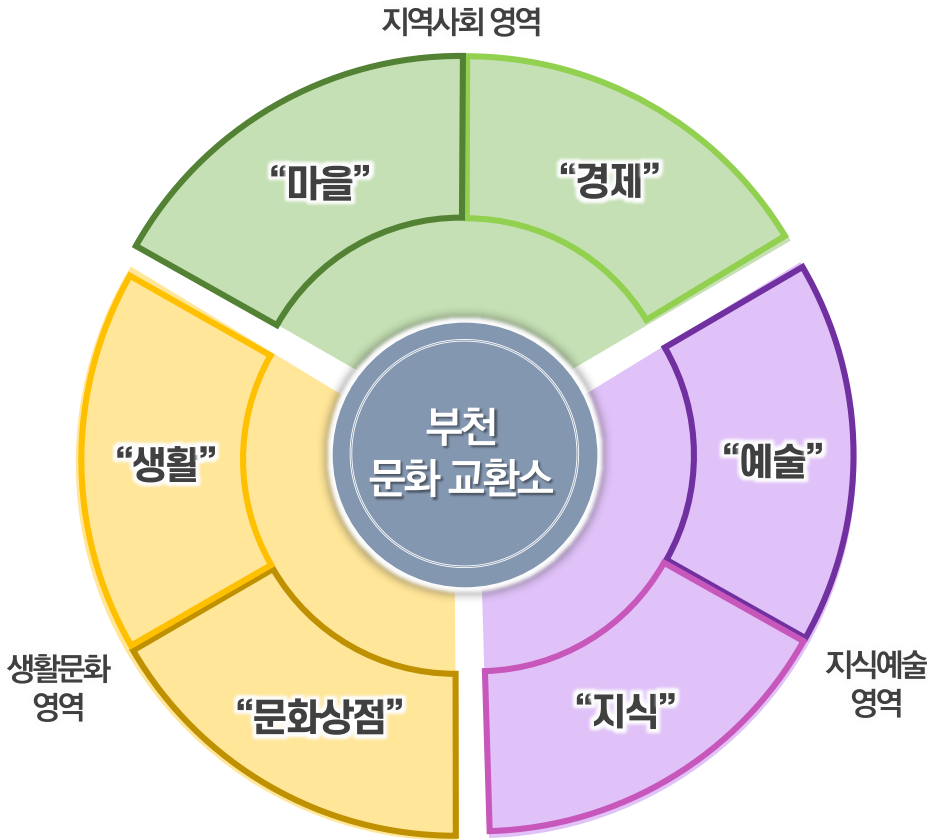 지역사회 영역
“마을”
“경제”
부천
문화 교환소
“생활”
“예술”
생활문화
영역
지식예술
영역
“문화상점”
“지식”